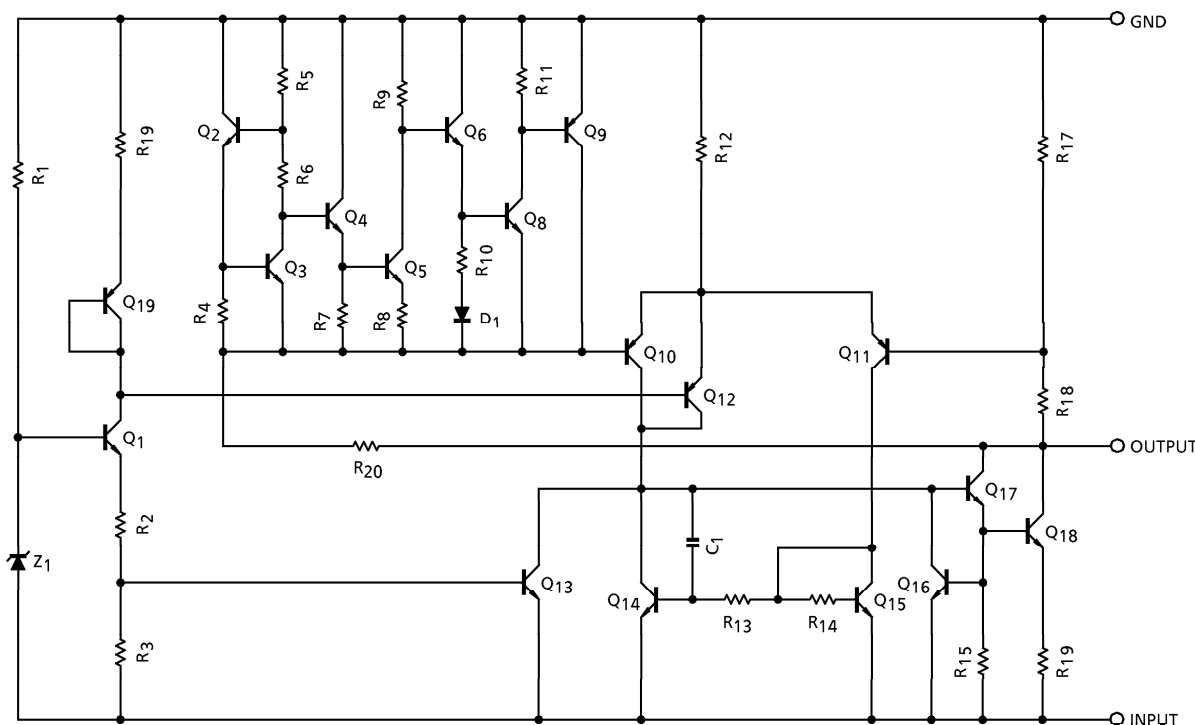 GND
R5
R11
R9
Q2
Q6
Q9
R19
R12
R17
R1
R6
Q4
Q8
Q3
Q5
R10
Q19
R4
R7
R8
D1
Q10
Q11
Q12
R18
Q1
OUTPUT
R20
Q17
R2
Q18
C1
Z1
Q13
Q16
Q14
Q15
R13
R14
R3
R15
R19
INPUT